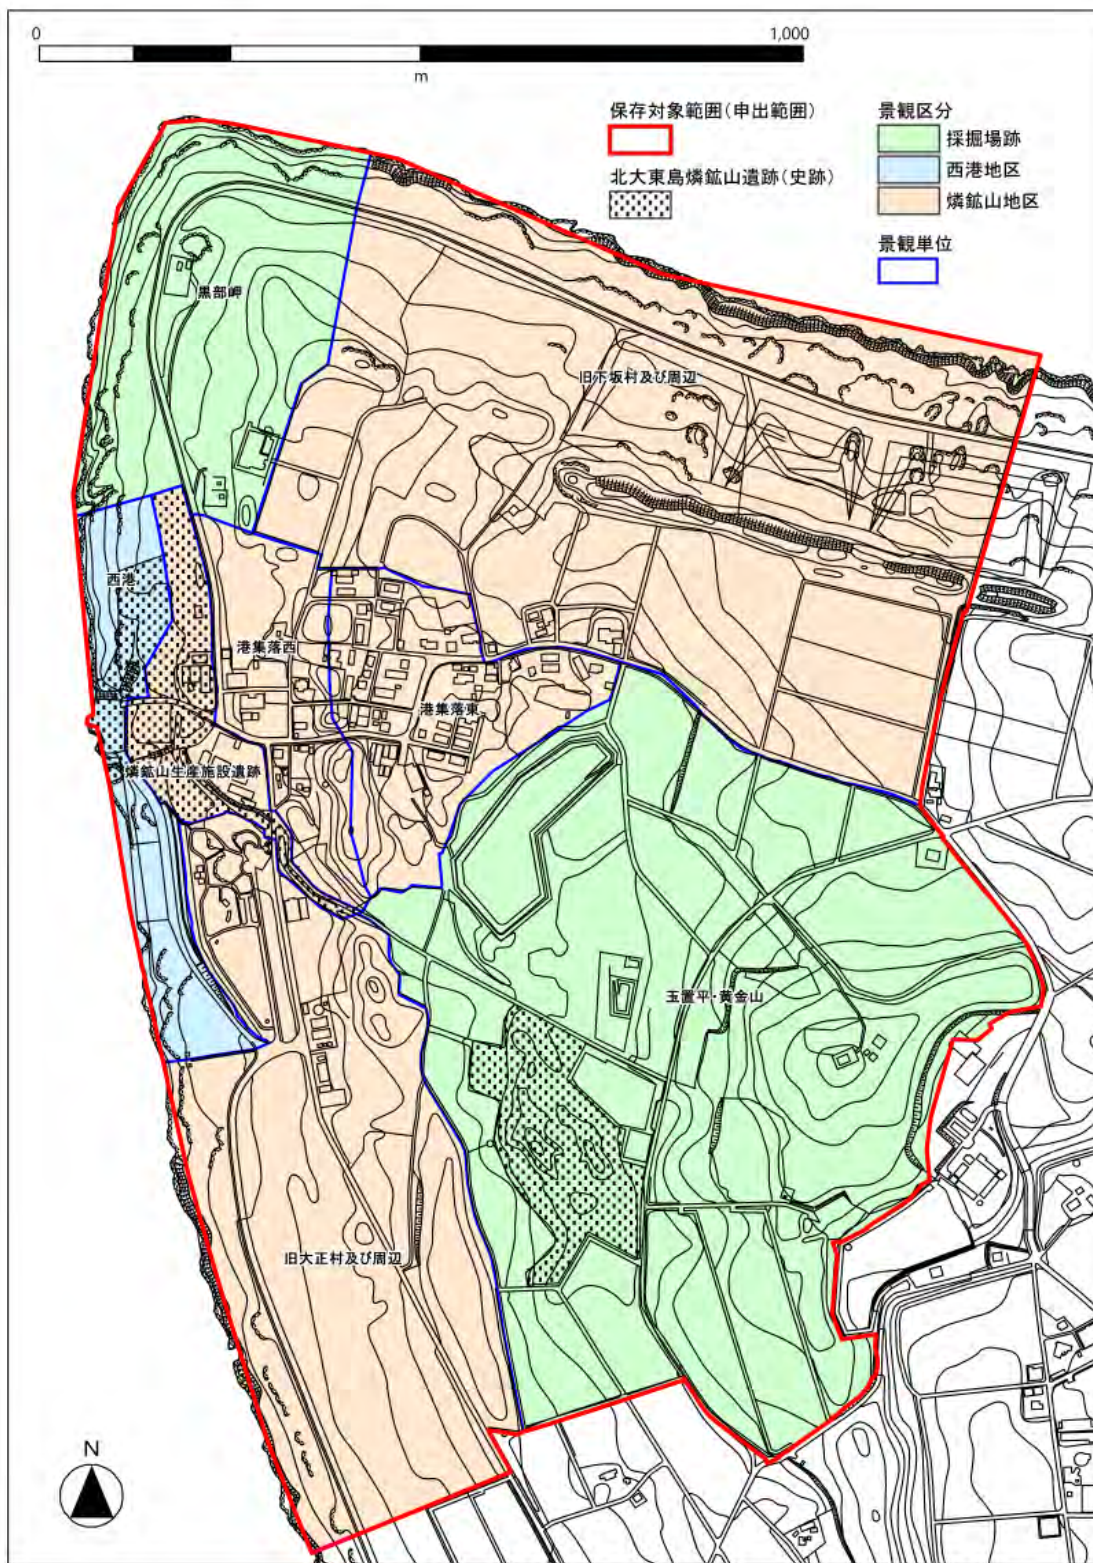 0
1,000
m
保存対象範囲(申出範囲)
北大東島燐鉱山遺跡(史跡)
景観区分
採掘場跡
西港地区
燐鉱山地区
景観単位
黒部岬
旧下坂村及び周辺
西港
港集落西
港集落東
燐鉱山生産施設遺跡
玉置平・黄金山
旧大正村及び周辺
N